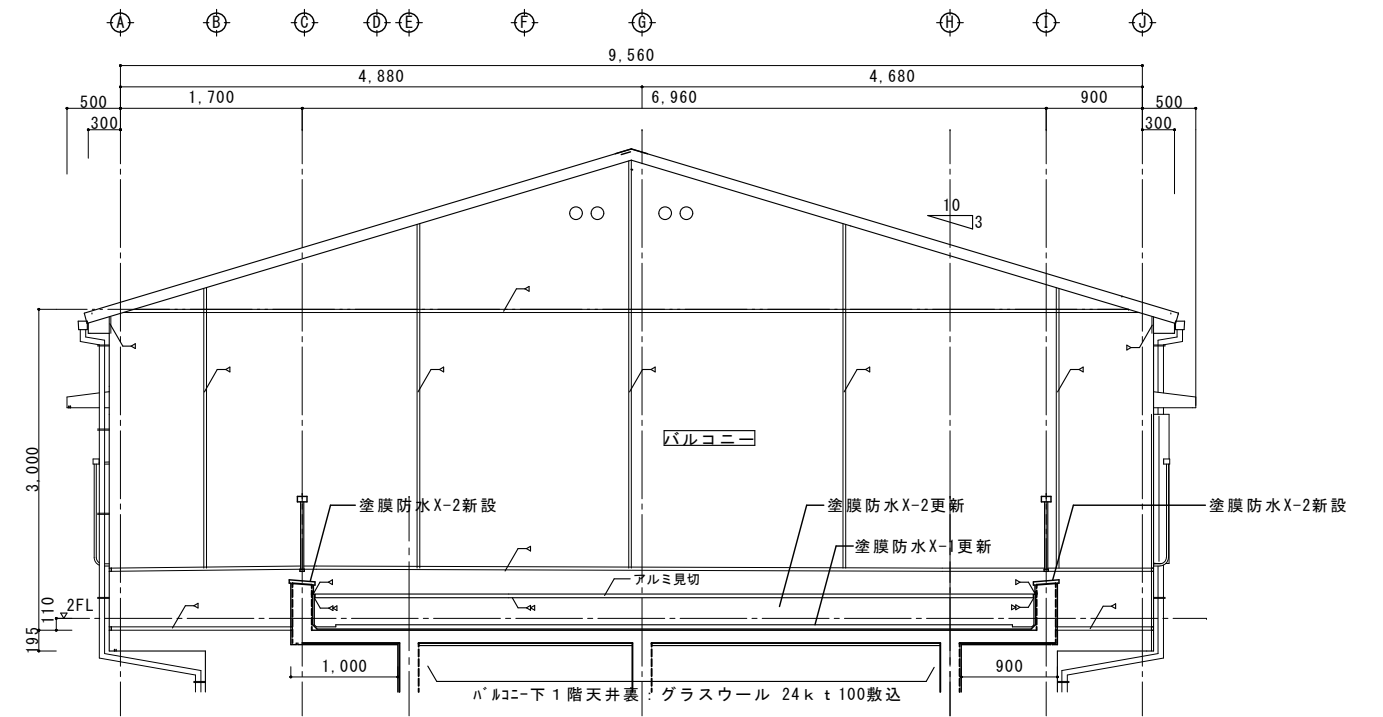 A B C D E F G H I J
9,560
4,880 4,680
500 1,700 6,960 900 500
300 300
10
3
3,000
バルコニー
塗膜防水X-2新設 塗膜防水X-2更新 塗膜防水X-2新設
塗膜防水X-1更新
アルミ見切
2FL
110
195
1,000 900
バルコニー下1階天井裏:グラスウール 24k t100敷込